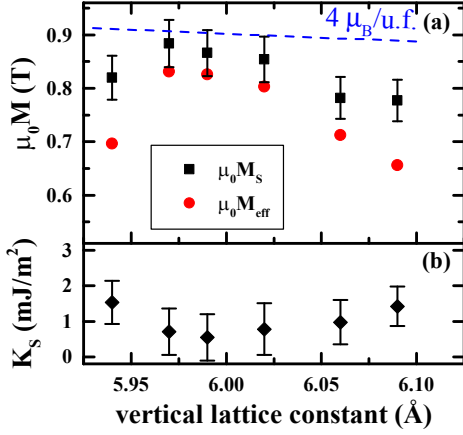 (a)
4 μB/u.f.
0.9
0.8
0.7
0.6
μ0M (T)
μ0MS
μ0Meff
(b)
3
2
1
0
KS (mJ/m²)
5.95 6.00 6.05 6.10
vertical lattice constant (Å)